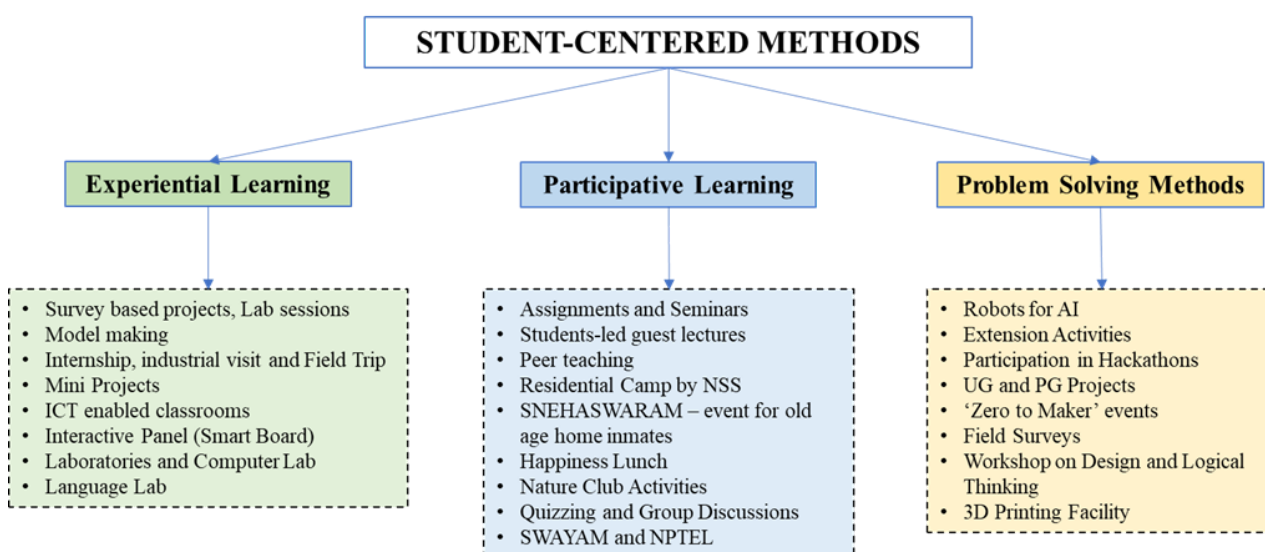 STUDENT-CENTERED METHODS
Experiential Learning
Participative Learning
Problem Solving Methods
• Survey based projects, Lab sessions
• Model making
• Internship, industrial visit and Field Trip
• Mini Projects
• ICT enabled classrooms
• Interactive Panel (Smart Board)
• Laboratories and Computer Lab
• Language Lab
• Assignments and Seminars
• Students-led guest lectures
• Peer teaching
• Residential Camp by NSS
• SNEHASWARAM – event for old
age home inmates
• Happiness Lunch
• Nature Club Activities
• Quizzing and Group Discussions
• SWAYAM and NPTEL
• Robots for AI
• Extension Activities
• Participation in Hackathons
• UG and PG Projects
• ‘Zero to Maker’ events
• Field Surveys
• Workshop on Design and Logical
Thinking
• 3D Printing Facility